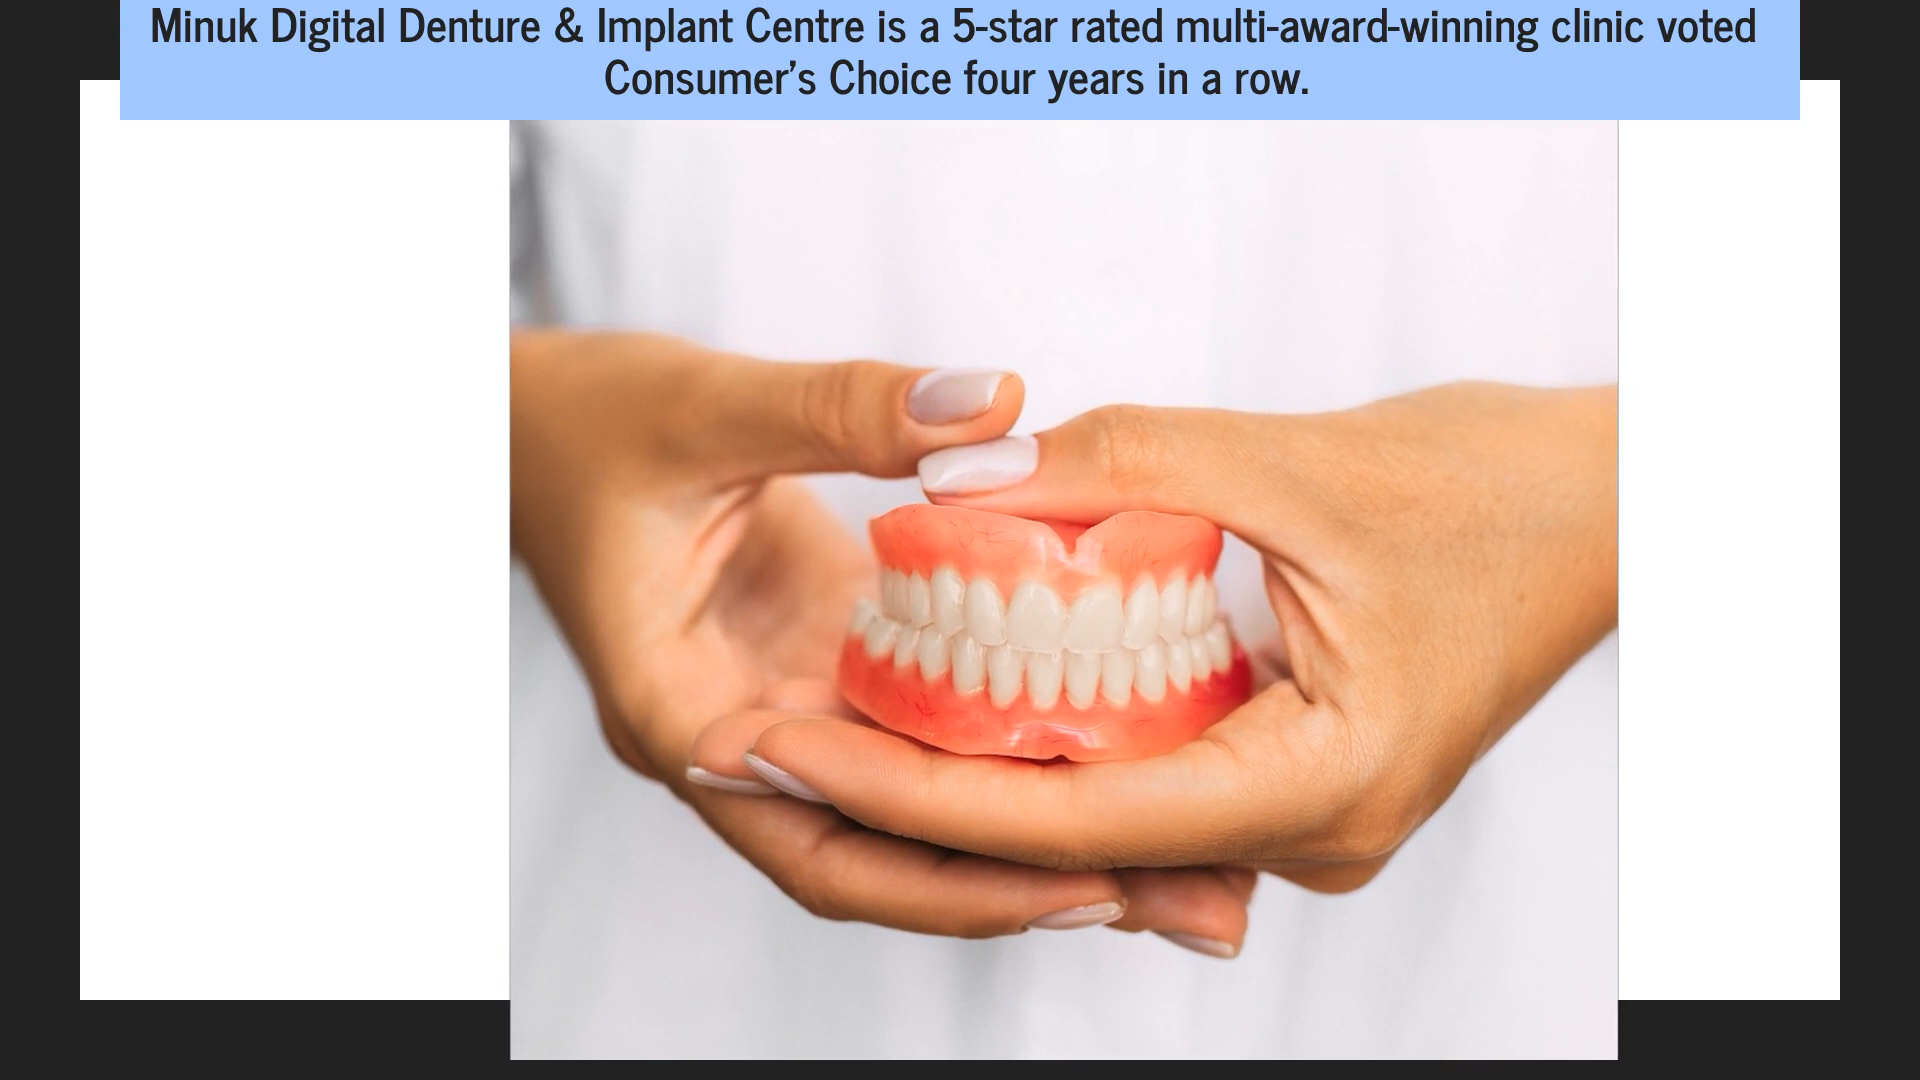 Minuk Digital Denture & Implant Centre is a 5-star rated multi-award-winning clinic voted
Consumer’s Choice four years in a row.